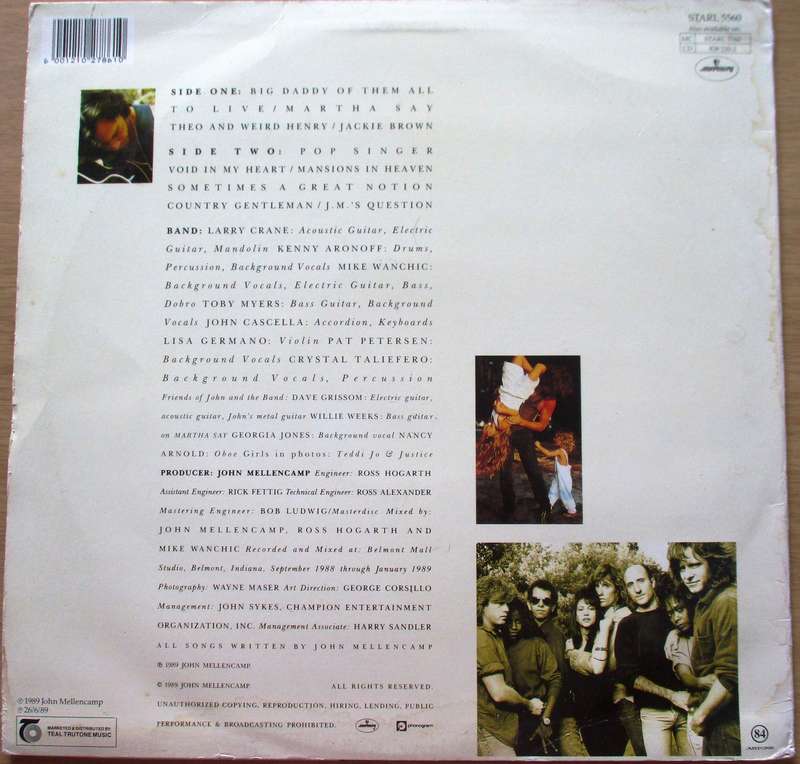 STARL 5560
Also available on:
MC STARC 5560
CD
mercury
6 001210 278610
SIDE ONE: BIG DADDY OF THEM ALL
TO LIVE / MARTHA SAY
THEO AND WEIRD HENRY / JACKIE BROWN
SIDE TWO: POP SINGER
VOID IN MY HEART / MANSIONS IN HEAVEN
SOMETIMES A GREAT NOTION
COUNTRY GENTLEMAN / J.M.'S QUESTION
BAND: LARRY CRANE: Acoustic Guitar, Electric
Guitar, Mandolin KENNY ARONOFF: Drums,
Percussion, Background Vocals MIKE WANCHIC:
Background Vocals, Electric Guitar, Bass,
Dobro TOBY MYERS: Bass Guitar, Background
Vocals JOHN CASCELLA: Accordion, Keyboards
LISA GERMANO: Violin PAT PETERSEN:
Background Vocals CRYSTAL TALIEFERO:
Background Vocals, Percussion
Friends of John and the Band: DAVE GRISSOM: Electric guitar,
acoustic guitar, John's metal guitar WILLIE WEEKS: Bass guitar,
on MARTHA SAY GEORGIA JONES: Background vocal NANCY
ARNOLD: Oboe Girls in photos: Teddi Jo & Justice
PRODUCER: JOHN MELLENCAMP Engineer: ROSS HOGARTH
Assistant Engineer: RICK FETTIG Technical Engineer: ROSS ALEXANDER
Mastering Engineer: BOB LUDWIG/Masterdisc Mixed by:
JOHN MELLENCAMP, ROSS HOGARTH AND
MIKE WANCHIC Recorded and Mixed at: Belmont Mall
Studio, Belmont, Indiana. September 1988 through January 1989
Photography: WAYNE MASER Art Direction: GEORGE CORSILLO
Management: JOHN SYKES, CHAMPION ENTERTAINMENT
ORGANIZATION, INC. Management Associate: HARRY SANDLER
ALL SONGS WRITTEN BY JOHN MELLENCAMP
℗ 1989 JOHN MELLENCAMP
© 1989 JOHN MELLENCAMP ALL RIGHTS RESERVED.
UNAUTHORIZED COPYING, REPRODUCTION, HIRING, LENDING, PUBLIC
PERFORMANCE & BROADCASTING PROHIBITED. mercury phonogram
℗ 1989 John Mellencamp
℗ 26/6/89
MARKETED & DISTRIBUTED BY
TEAL TRUTONE MUSIC
84